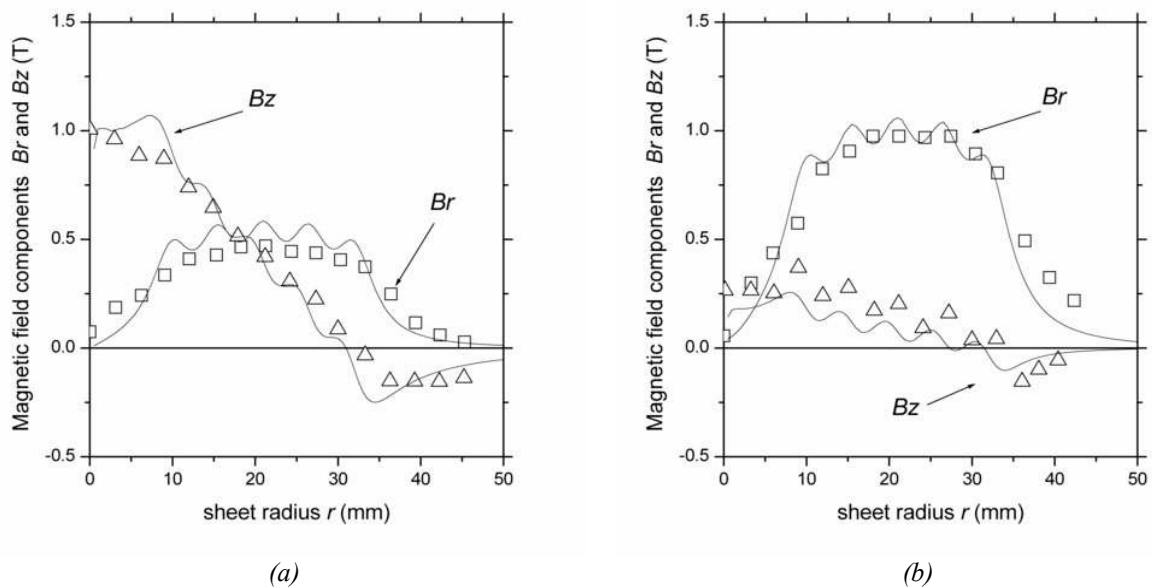 Magnetic field components Br and Bz (T)
1.5
1.0
0.5
0.0
-0.5
Bz
Br
0 10 20 30 40 50
sheet radius r (mm)
(a)
Magnetic field components Br and Bz (T)
1.5
1.0
0.5
0.0
-0.5
Br
Bz
0 10 20 30 40 50
sheet radius r (mm)
(b)